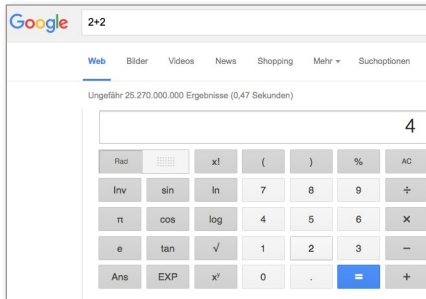 Google 2+2
Web Bilder Videos News Shopping Mehr Suchoptionen
Ungefähr 25.270.000.000 Ergebnisse (0,47 Sekunden)
4
Rad x! ( ) % AC
Inv sin ln 7 8 9 ÷
π cos log 4 5 6 ×
e tan √ 1 2 3 −
Ans EXP xʸ 0 . = +